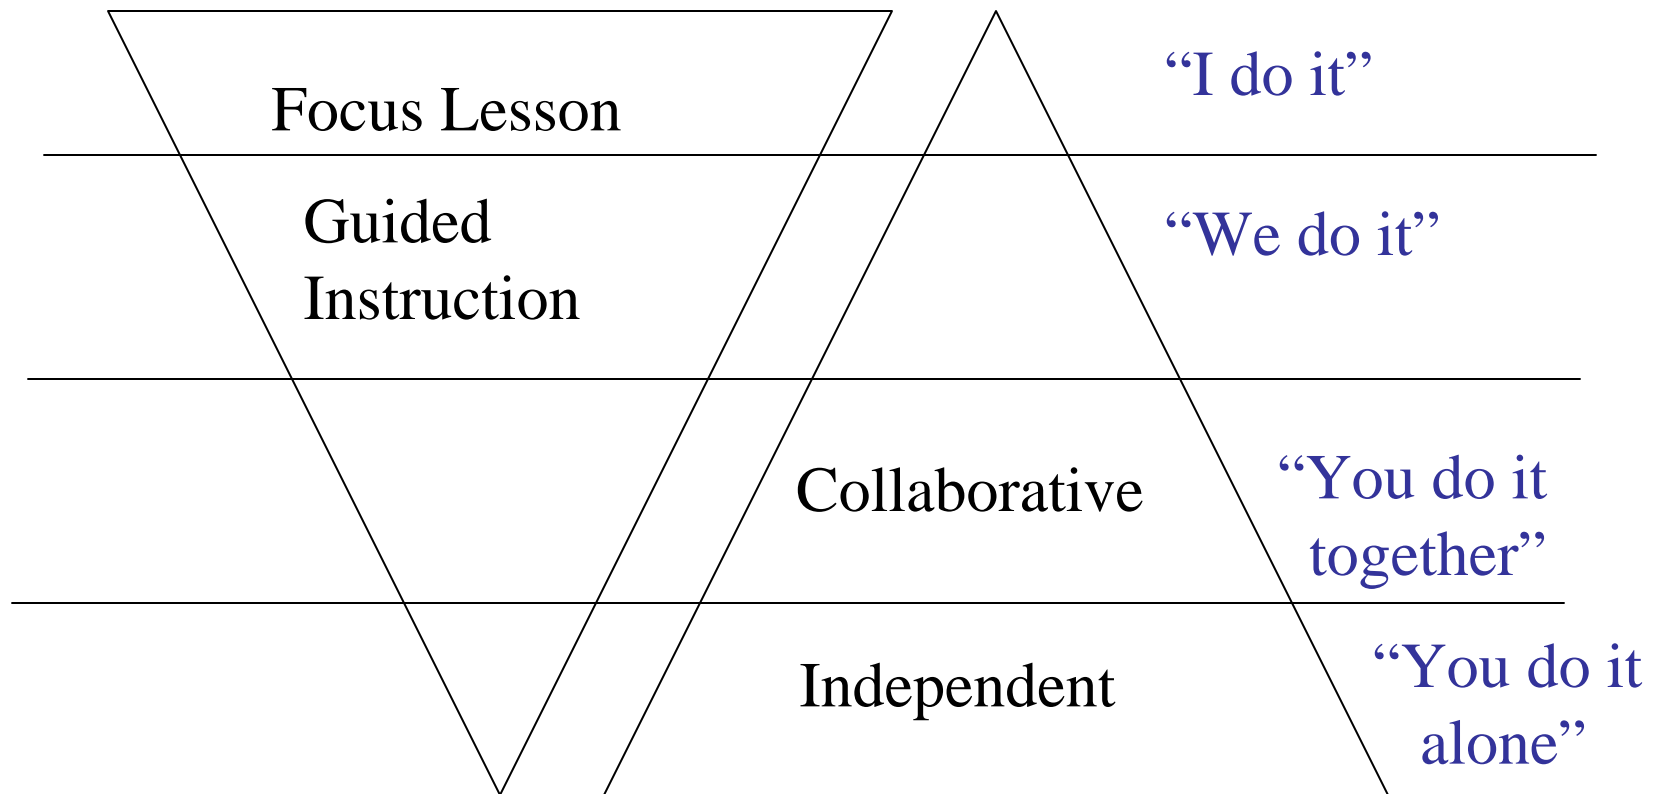 “I do it”
Focus Lesson
Guided
Instruction
“We do it”
Collaborative
“You do it
together”
Independent
“You do it
alone”